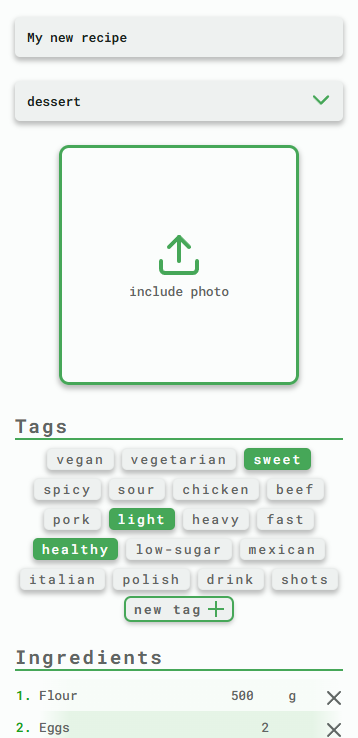 My new recipe
dessert
include photo
Tags
vegan vegetarian sweet
spicy sour chicken beef
pork light heavy fast
healthy low-sugar mexican
italian polish drink shots
new tag
Ingredients
1. Flour 500 g
2. Eggs 2